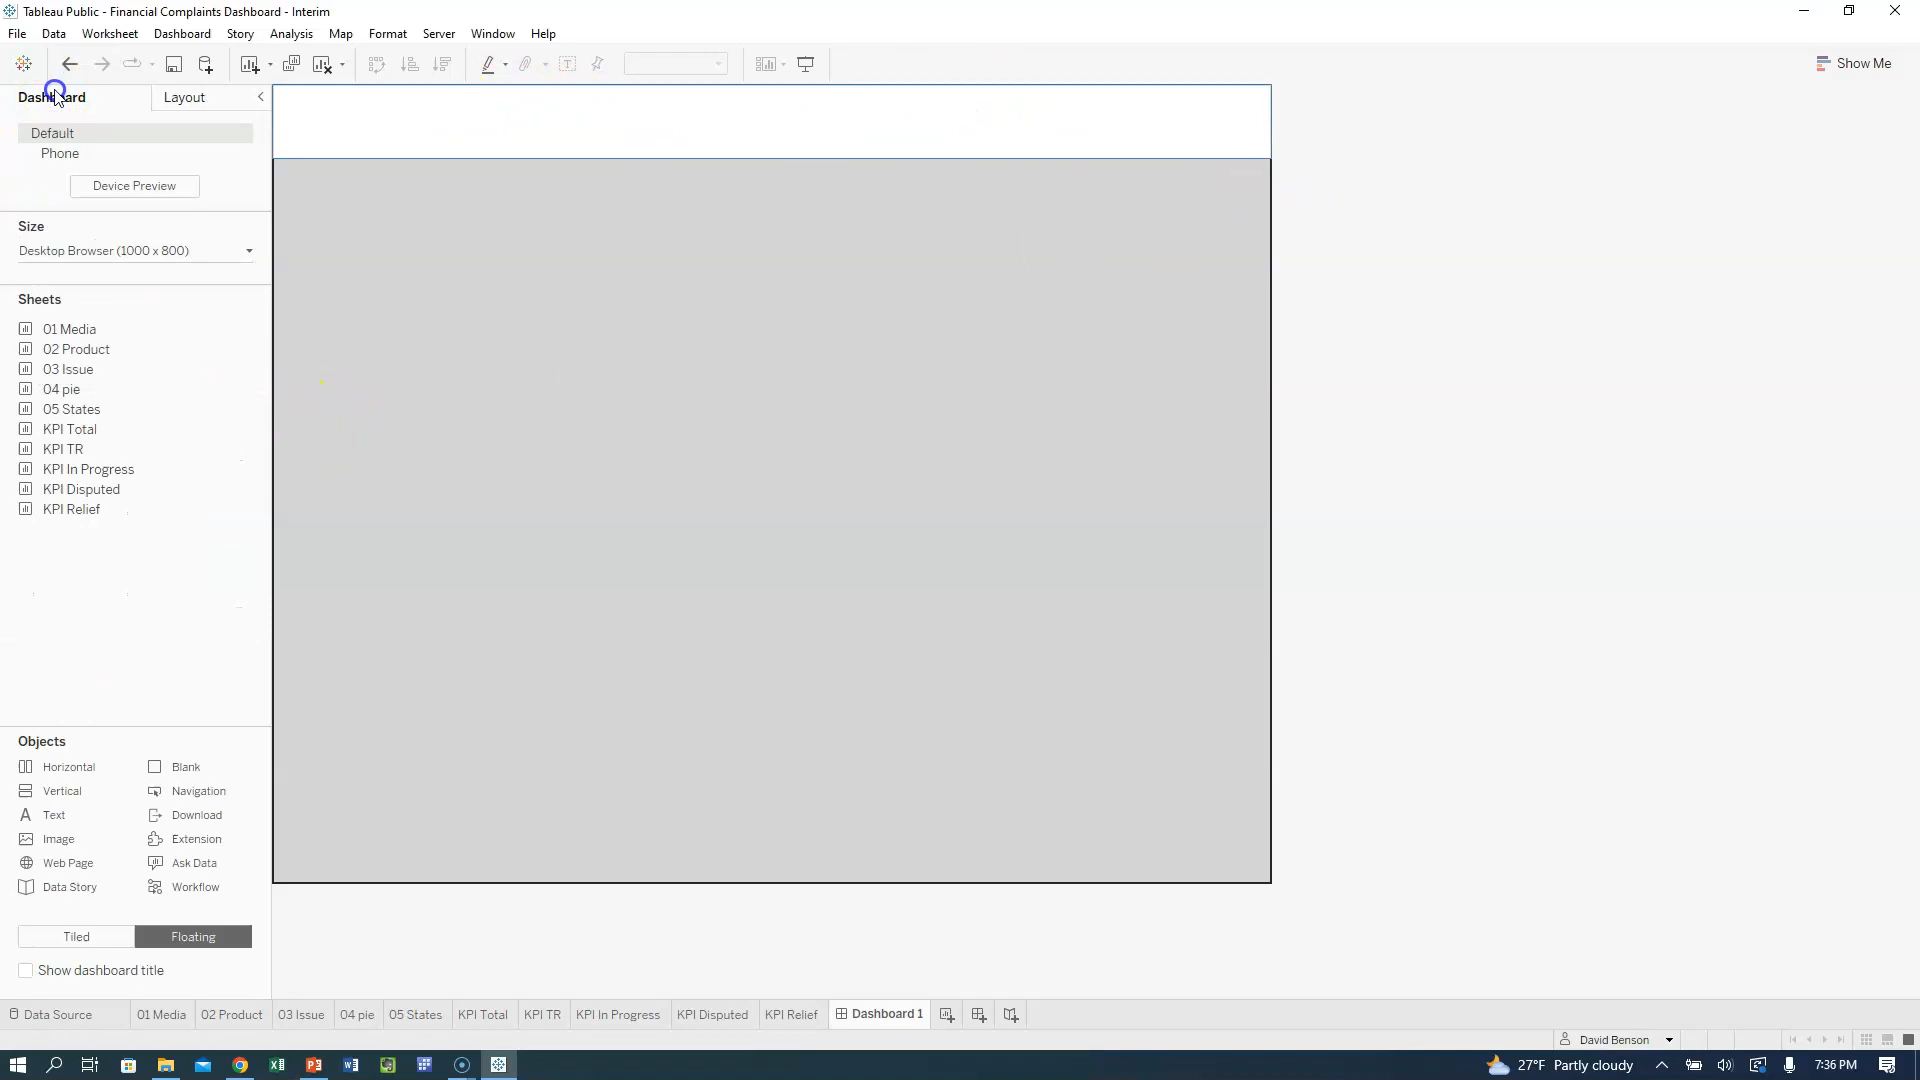 Tableau Public - Financial Complaints Dashboard - Interim
File Data Worksheet Dashboard Story Analysis Map Format Server Window Help
Show Me
Dashboard Layout
Default
Phone
Device Preview
Size
Desktop Browser (1000 x 800)
Sheets
01 Media
02 Product
03 Issue
04 pie
05 States
KPI Total
KPI TR
KPI In Progress
KPI Disputed
KPI Relief
Objects
Horizontal Blank
Vertical Navigation
Text Download
Image Extension
Web Page Ask Data
Data Story Workflow
Tiled Floating
Show dashboard title
Data Source 01 Media 02 Product 03 Issue 04 pie 05 States KPI Total KPI TR KPI In Progress KPI Disputed KPI Relief Dashboard 1
David Benson
27°F Partly cloudy 7:36 PM